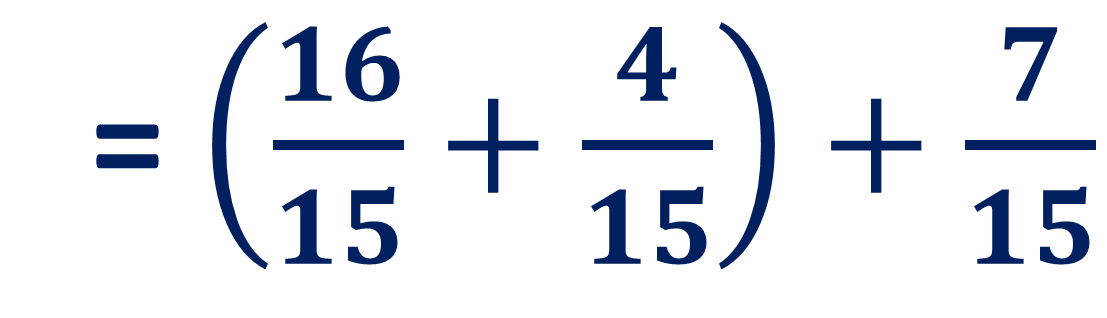 = (16/15 + 4/15) + 7/15